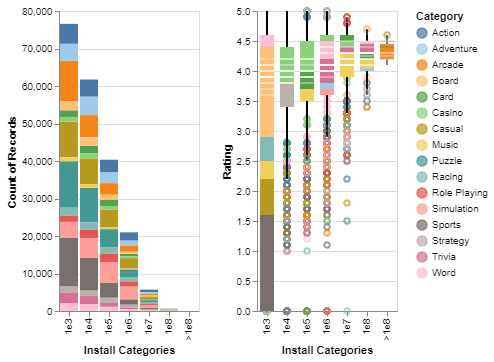 80,000
70,000
60,000
50,000
40,000
30,000
20,000
10,000
0
Count of Records
1e3
1e4
1e5
1e6
1e7
1e8
> 1e8
Install Categories
5.0
4.5
4.0
3.5
3.0
2.5
2.0
1.5
1.0
0.5
0.0
Rating
1e3
1e4
1e5
1e6
1e7
1e8
> 1e8
Install Categories
Category
Action
Adventure
Arcade
Board
Card
Casino
Casual
Music
Puzzle
Racing
Role Playing
Simulation
Sports
Strategy
Trivia
Word